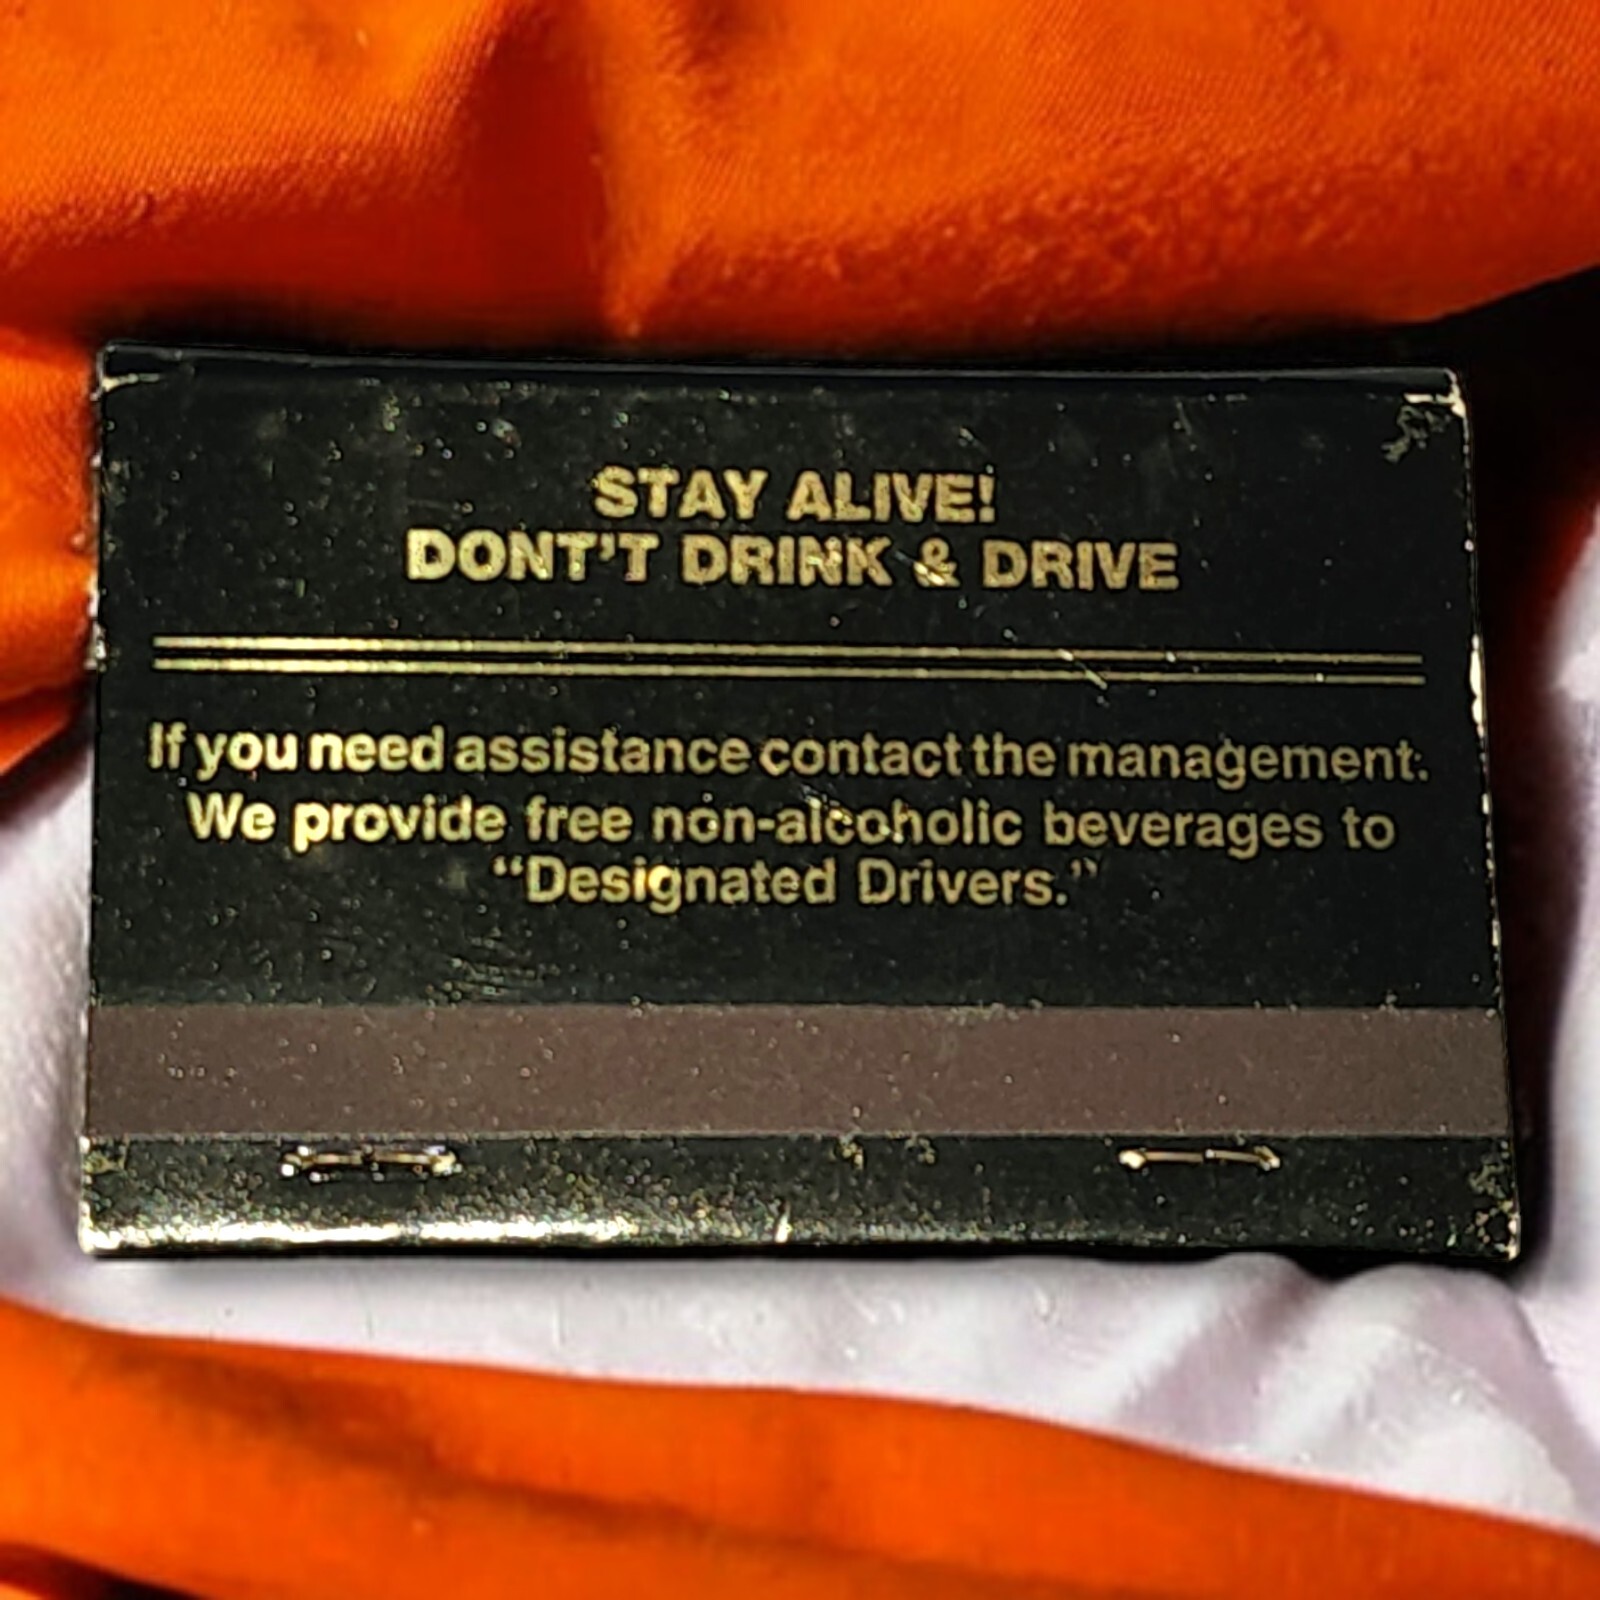 STAY ALIVE!
DONT'T DRINK & DRIVE
If you need assistance contact the management.
We provide free non-alcoholic beverages to
“Designated Drivers.”